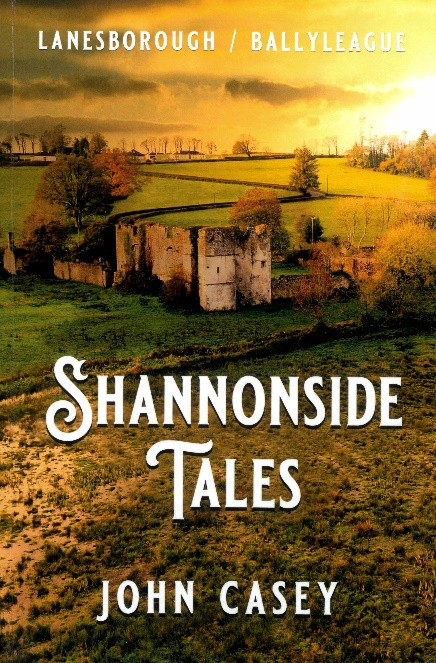 LANESBOROUGH / BALLYLEAGUE
SHANNONSIDE
TALES
JOHN CASEY